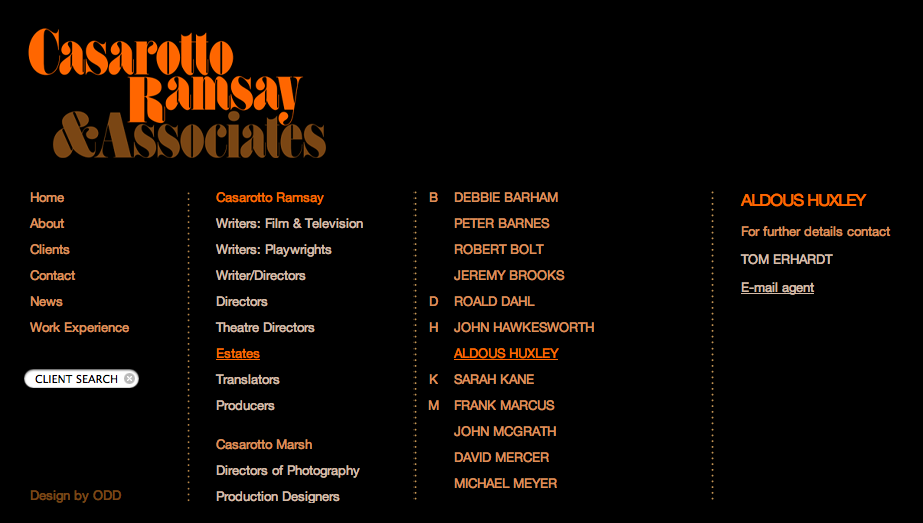 Casarotto
Ramsay
&Associates
Home
About
Clients
Contact
News
Work Experience
CLIENT SEARCH
Design by ODD
Casarotto Ramsay
Writers: Film & Television
Writers: Playwrights
Writer/Directors
Directors
Theatre Directors
Estates
Translators
Producers
Casarotto Marsh
Directors of Photography
Production Designers
B DEBBIE BARHAM
PETER BARNES
ROBERT BOLT
JEREMY BROOKS
D ROALD DAHL
H JOHN HAWKESWORTH
ALDOUS HUXLEY
K SARAH KANE
M FRANK MARCUS
JOHN MCGRATH
DAVID MERCER
MICHAEL MEYER
ALDOUS HUXLEY
For further details contact
TOM ERHARDT
E-mail agent